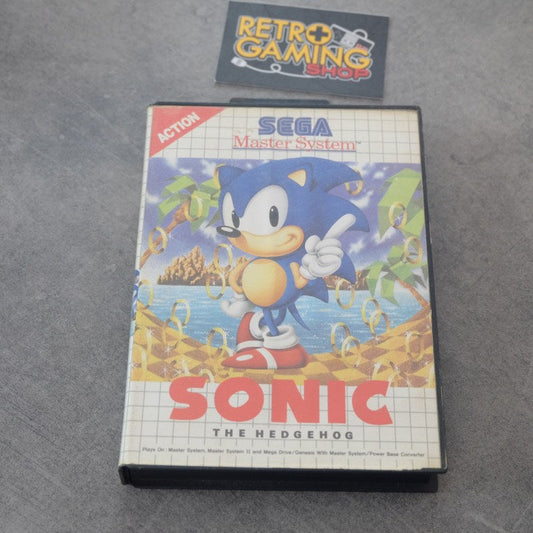 RETRO
GAMING
SHOP
ACTION
SEGA
Master System™
SONIC
THE HEDGEHOG
Plays On: Master System, Master System II and Mega Drive/Genesis With Master System/Power Base Converter